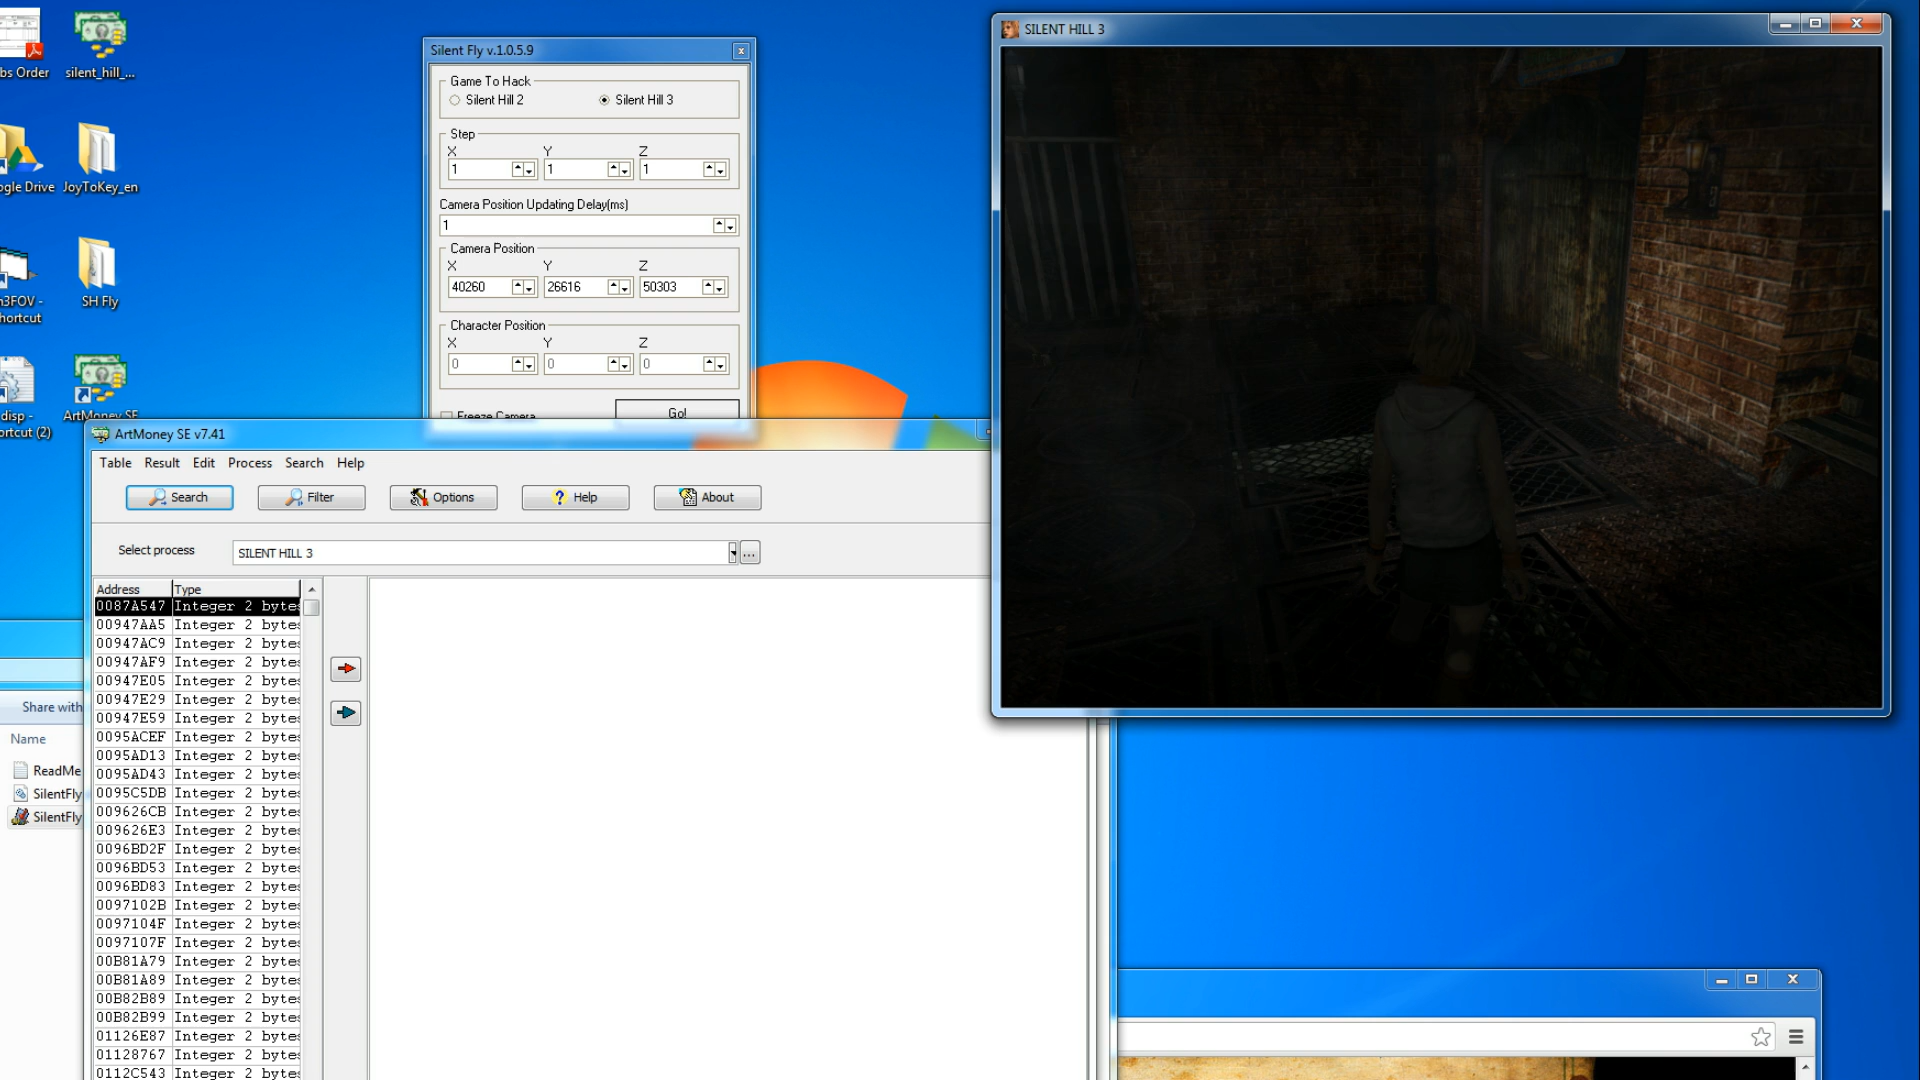 bs Order
silent_hill_...
ogle Drive
JoyToKey_en
n3FOV -
hortcut
SH Fly
disp -
ortcut (2)
ArtMoney SE
Silent Fly v.1.0.5.9
Game To Hack
Silent Hill 2
Silent Hill 3
Step
X Y Z
1 1 1
Camera Position Updating Delay(ms)
1
Camera Position
X Y Z
40260 26616 50303
Character Position
X Y Z
0 0 0
Freeze Camera
Go!
SILENT HILL 3
ArtMoney SE v7.41
Table Result Edit Process Search Help
Search Filter Options Help About
Select process SILENT HILL 3 ...
Address Type
0087A547 Integer 2 bytes
00947AA5 Integer 2 bytes
00947AC9 Integer 2 bytes
00947AF9 Integer 2 bytes
00947E05 Integer 2 bytes
00947E29 Integer 2 bytes
00947E59 Integer 2 bytes
0095ACEF Integer 2 bytes
0095AD13 Integer 2 bytes
0095AD43 Integer 2 bytes
0095C5DB Integer 2 bytes
009626CB Integer 2 bytes
009626E3 Integer 2 bytes
0096BD2F Integer 2 bytes
0096BD53 Integer 2 bytes
0096BD83 Integer 2 bytes
0097102B Integer 2 bytes
0097104F Integer 2 bytes
0097107F Integer 2 bytes
00B81A79 Integer 2 bytes
00B81A89 Integer 2 bytes
00B82B89 Integer 2 bytes
00B82B99 Integer 2 bytes
01126E87 Integer 2 bytes
01128767 Integer 2 bytes
0112C543 Integer 2 bytes
Share with
Name
ReadMe
SilentFly
SilentFly